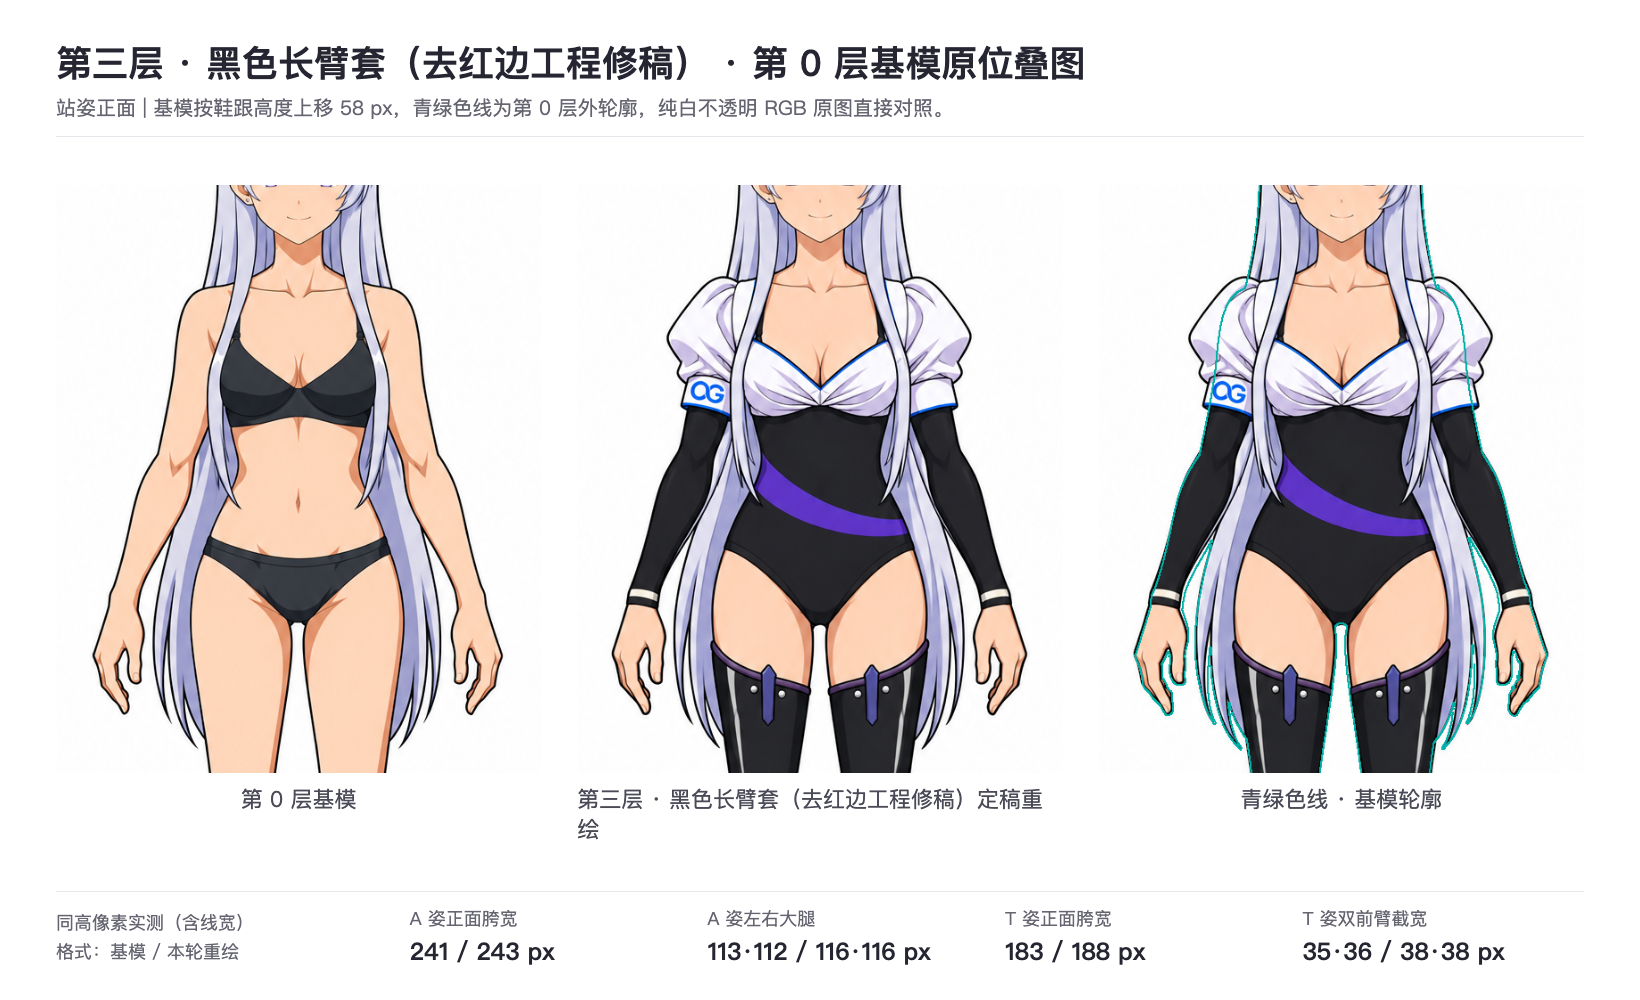 第三层 · 黑色长臂套（去红边工程修稿） · 第 0 层基模原位叠图
站姿正面 | 基模按鞋跟高度上移 58 px，青绿色线为第 0 层外轮廓，纯白不透明 RGB 原图直接对照。
OG
OG
第 0 层基模
第三层 · 黑色长臂套（去红边工程修稿）定稿重
绘
青绿色线 · 基模轮廓
同高像素实测（含线宽）
格式：基模 / 本轮重绘
A 姿正面胯宽
241 / 243 px
A 姿左右大腿
113·112 / 116·116 px
T 姿正面胯宽
183 / 188 px
T 姿双前臂截宽
35·36 / 38·38 px